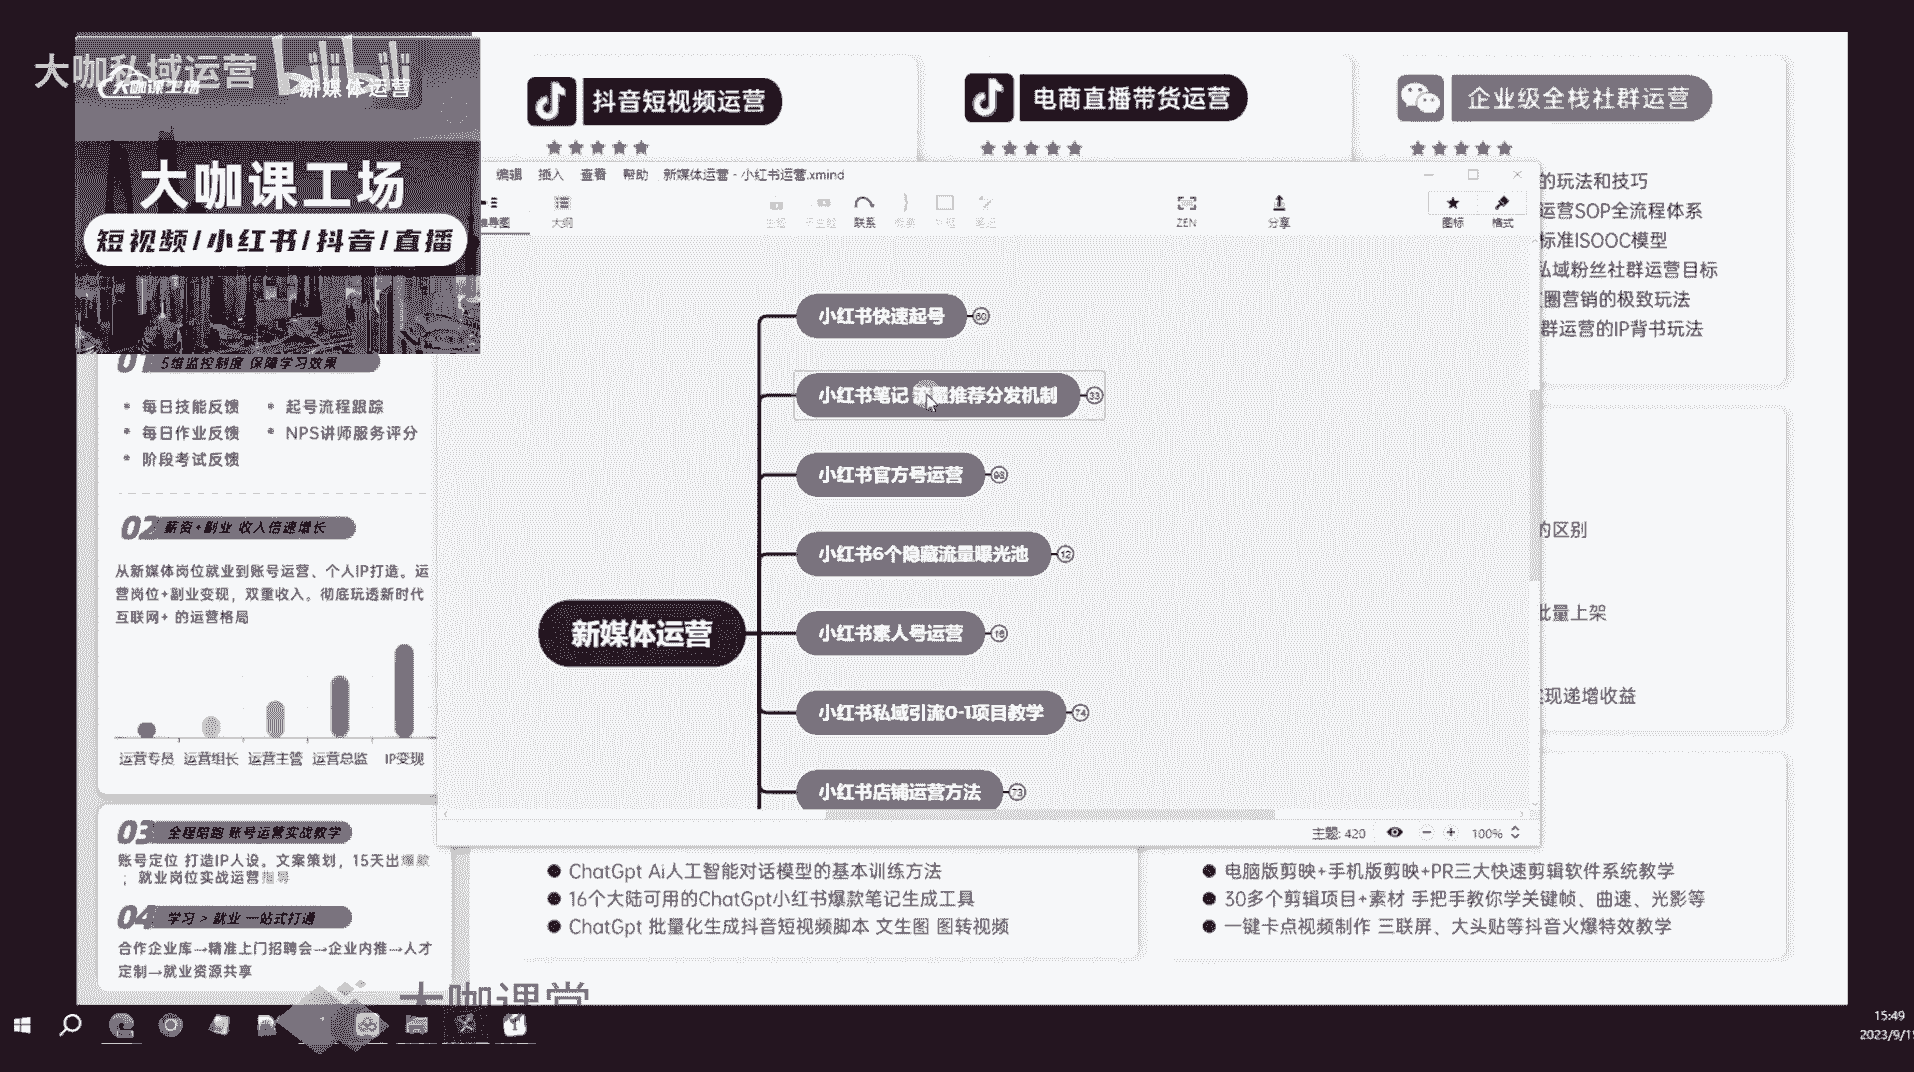 大咖私域运营
大咖课工场
新媒体运营
大咖课工场
短视频/小红书/抖音/直播
抖音短视频运营
电商直播带货运营
企业级全栈社群运营
编辑 插入 查看 帮助 新媒体运营 - 小红书运营.xmind
大纲
联系
ZEN
分享
图标
格式
新媒体运营
小红书快速起号 60
小红书笔记 流量推荐分发机制 33
小红书官方号运营 98
小红书6个隐藏流量曝光池 12
小红书素人号运营 16
小红书私域引流0-1项目教学 74
小红书店铺运营方法 73
主题: 420
100%
的玩法和技巧
运营SOP全流程体系
标准ISOOC模型
私域粉丝社群运营目标
圈营销的极致玩法
群运营的IP背书玩法
的区别
批量上架
现递增收益
01 5维监控制度 保障学习效果
每日技能反馈
起号流程跟踪
每日作业反馈
NPS讲师服务评分
阶段考试反馈
02 薪资+副业 收入倍速增长
从新媒体岗位就业到账号运营、个人IP打造。运
营岗位+副业变现，双重收入。彻底玩透新时代
互联网+ 的运营格局
运营专员 运营组长 运营主管 运营总监 IP变现
03 全程陪跑 账号运营实战教学
账号定位 打造IP人设。文案策划，15天出爆款
；就业岗位实战运营指导
04 学习 > 就业 一站式打通
合作企业库→精准上门招聘会→企业内推→人才
定制→就业资源共享
ChatGpt Ai人工智能对话模型的基本训练方法
16个大陆可用的ChatGpt小红书爆款笔记生成工具
ChatGpt 批量化生成抖音短视频脚本 文生图 图转视频
电脑版剪映+手机版剪映+PR三大快速剪辑软件系统教学
30多个剪辑项目+素材 手把手教你学关键帧、曲速、光影等
一键卡点视频制作 三联屏、大头贴等抖音火爆特效教学
大咖课堂
15:49